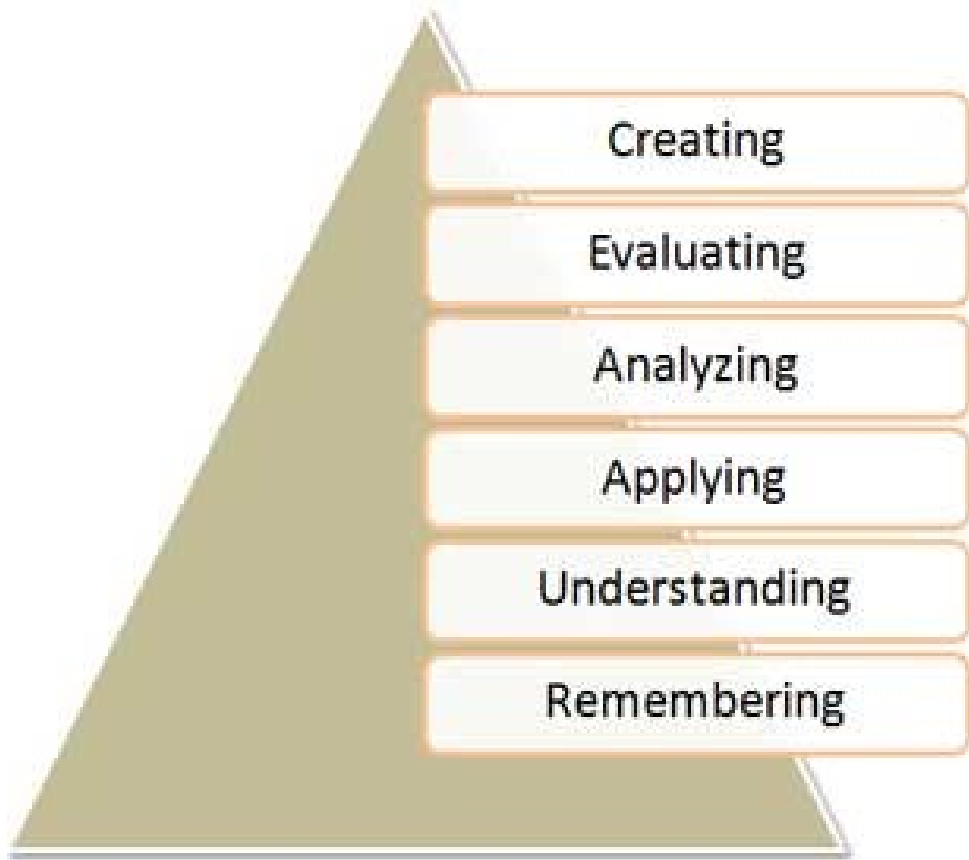 Creating
Evaluating
Analyzing
Applying
Understanding
Remembering